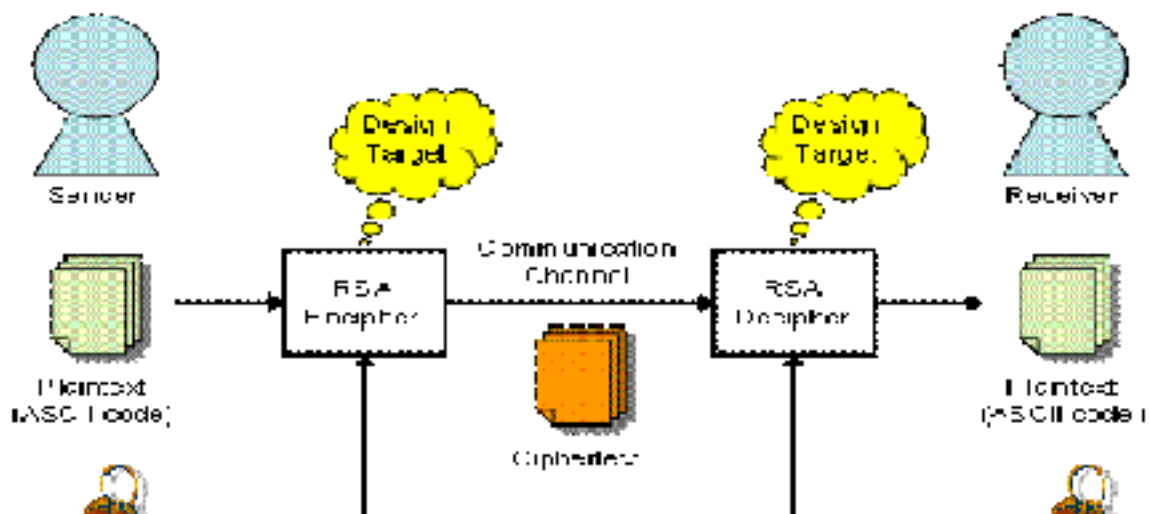 Design
Target
Design
Target
Sender
Receiver
Communication
Channel
RSA
Encipher
RSA
Decipher
Plaintext
(ASCII code)
Ciphertext
Plaintext
(ASCII code)